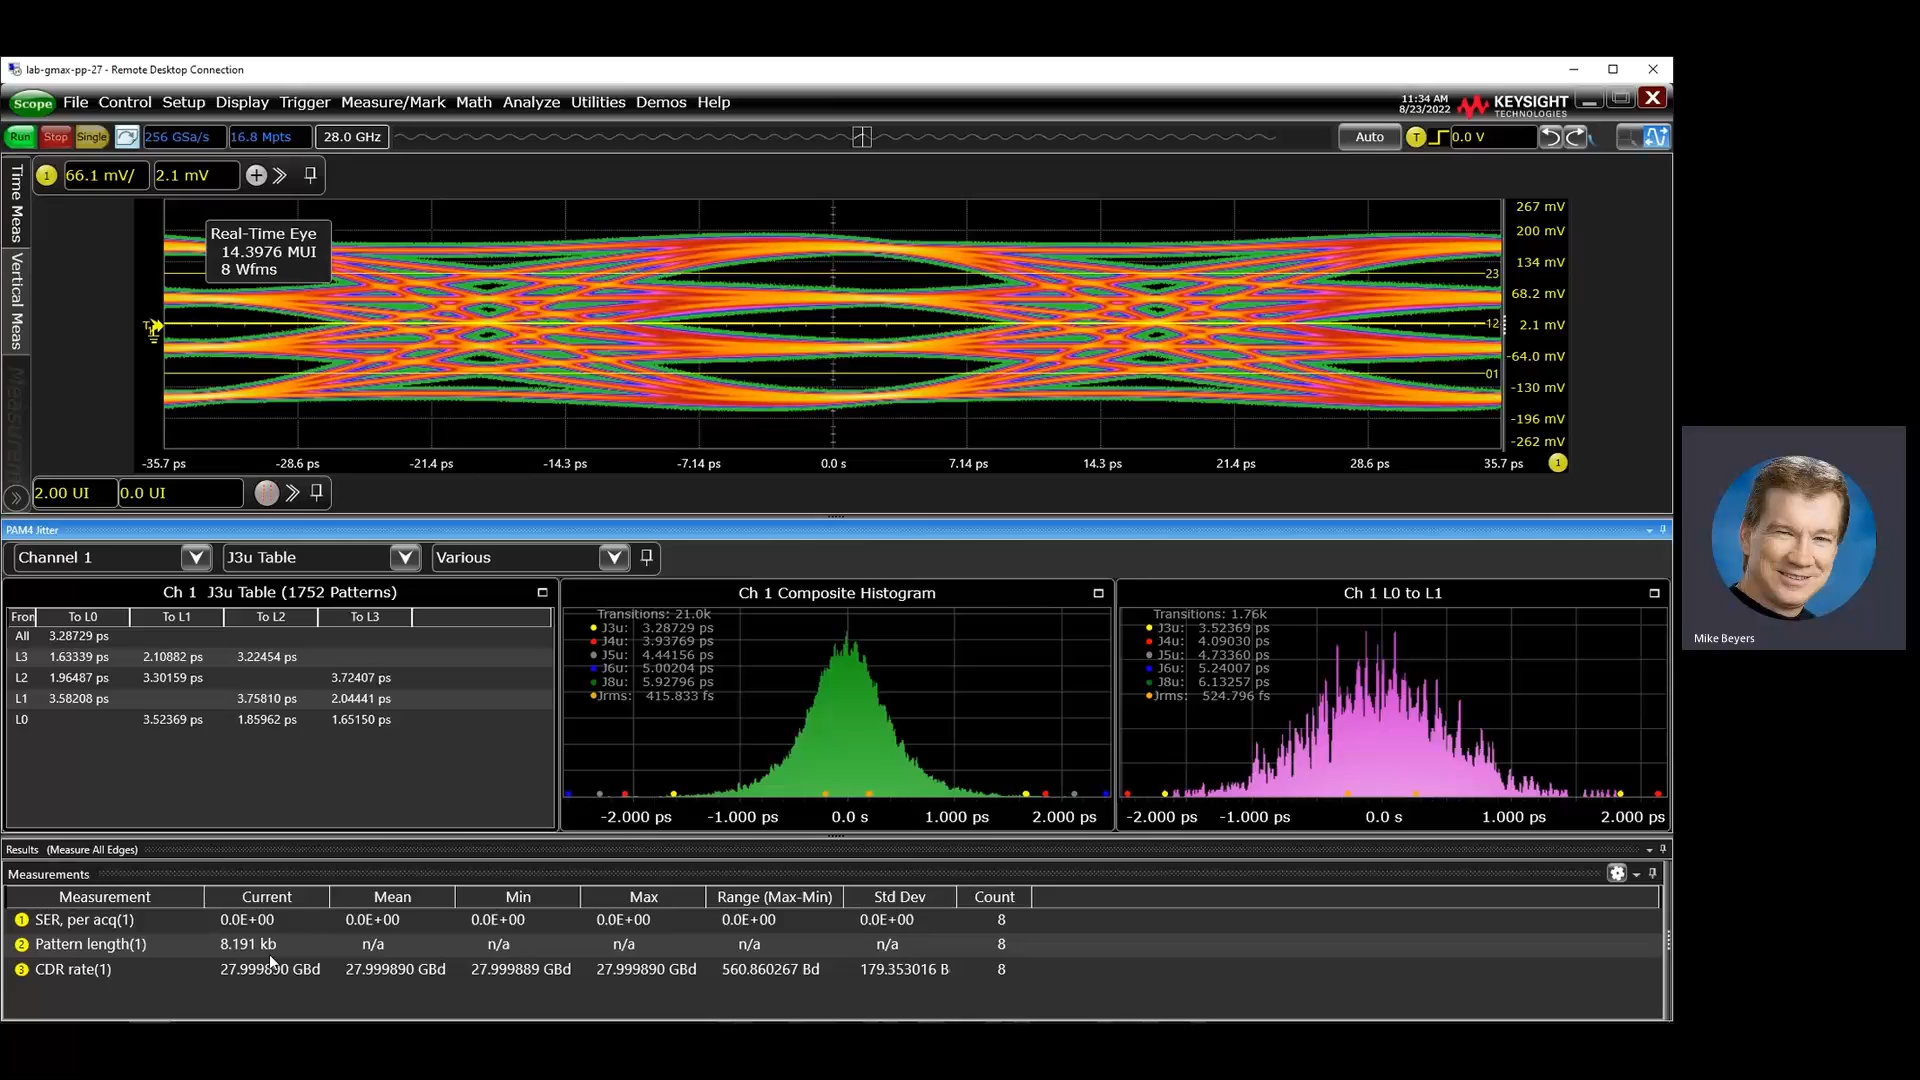 lab-gmax-pp-27 - Remote Desktop Connection
Scope File Control Setup Display Trigger Measure/Mark Math Analyze Utilities Demos Help
11:34 AM
8/23/2022
KEYSIGHT
TECHNOLOGIES
Run Stop Single 256 GSa/s 16.8 Mpts 28.0 GHz Auto T 0.0 V
1 66.1 mV/ 2.1 mV
Time Meas
Vertical Meas
Real-Time Eye
14.3976 MUI
8 Wfms
267 mV
200 mV
134 mV
68.2 mV
2.1 mV
-64.0 mV
-130 mV
-196 mV
-262 mV
23
12
01
-35.7 ps -28.6 ps -21.4 ps -14.3 ps -7.14 ps 0.0 s 7.14 ps 14.3 ps 21.4 ps 28.6 ps 35.7 ps 1
2.00 UI 0.0 UI
PAM4 Jitter
Channel 1 J3u Table Various
Ch 1 J3u Table (1752 Patterns)
Fron To L0 To L1 To L2 To L3
All 3.28729 ps
L3 1.63339 ps 2.10882 ps 3.22454 ps
L2 1.96487 ps 3.30159 ps 3.72407 ps
L1 3.58208 ps 3.75810 ps 2.04441 ps
L0 3.52369 ps 1.85962 ps 1.65150 ps
Ch 1 Composite Histogram
Transitions: 21.0k
J3u: 3.28729 ps
J4u: 3.93769 ps
J5u: 4.44156 ps
J6u: 5.00204 ps
J8u: 5.92796 ps
Jrms: 415.833 fs
-2.000 ps -1.000 ps 0.0 s 1.000 ps 2.000 ps
Ch 1 L0 to L1
Transitions: 1.76k
J3u: 3.52369 ps
J4u: 4.09030 ps
J5u: 4.73360 ps
J6u: 5.24007 ps
J8u: 6.13257 ps
Jrms: 524.796 fs
-2.000 ps -1.000 ps 0.0 s 1.000 ps 2.000 ps
Results (Measure All Edges)
Measurements
Measurement Current Mean Min Max Range (Max-Min) Std Dev Count
1 SER, per acq(1) 0.0E+00 0.0E+00 0.0E+00 0.0E+00 0.0E+00 0.0E+00 8
2 Pattern length(1) 8.191 kb n/a n/a n/a n/a n/a 8
3 CDR rate(1) 27.999890 GBd 27.999890 GBd 27.999889 GBd 27.999890 GBd 560.860267 Bd 179.353016 B 8
Mike Beyers